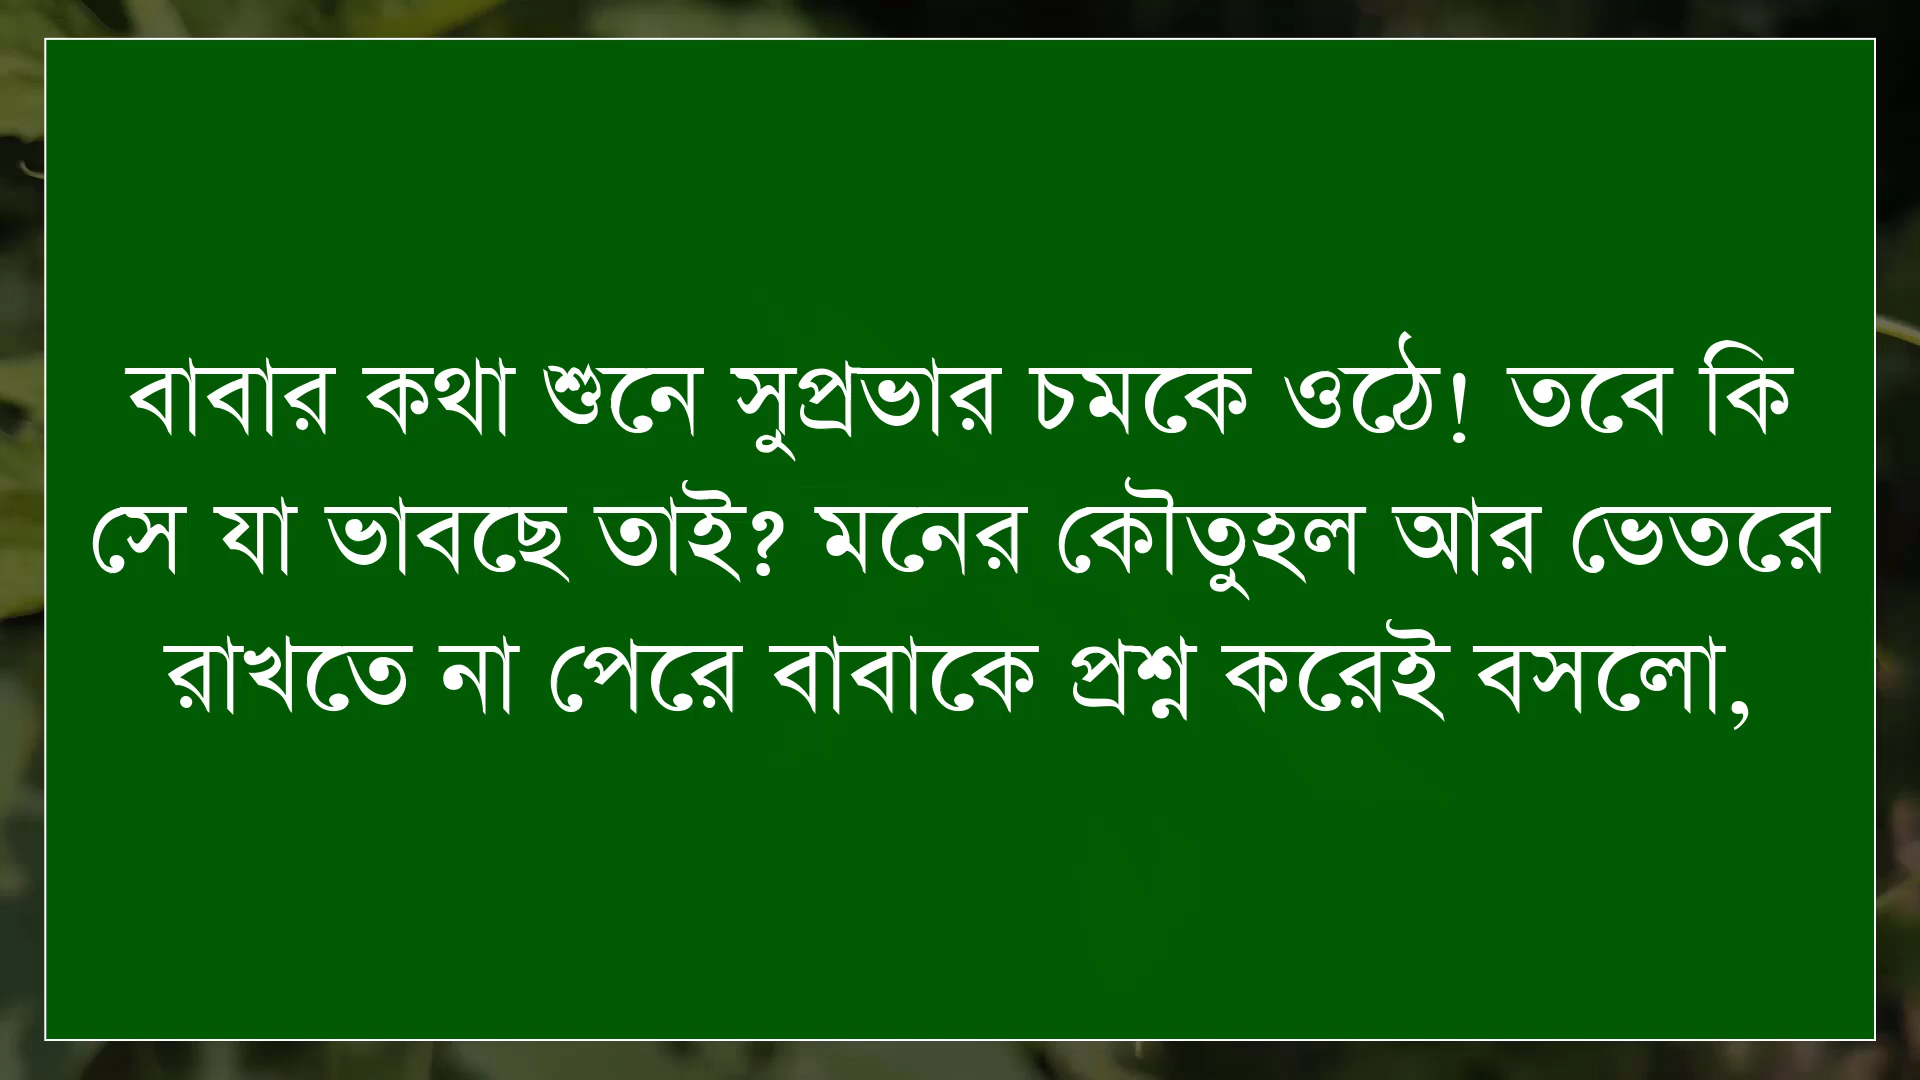 বাবার কথা শুনে সুপ্রভার চমকে ওঠে! তবে কি
সে যা ভাবছে তাই? মনের কৌতুহল আর ভেতরে
রাখতে না পেরে বাবাকে প্রশ্ন করেই বসলো,